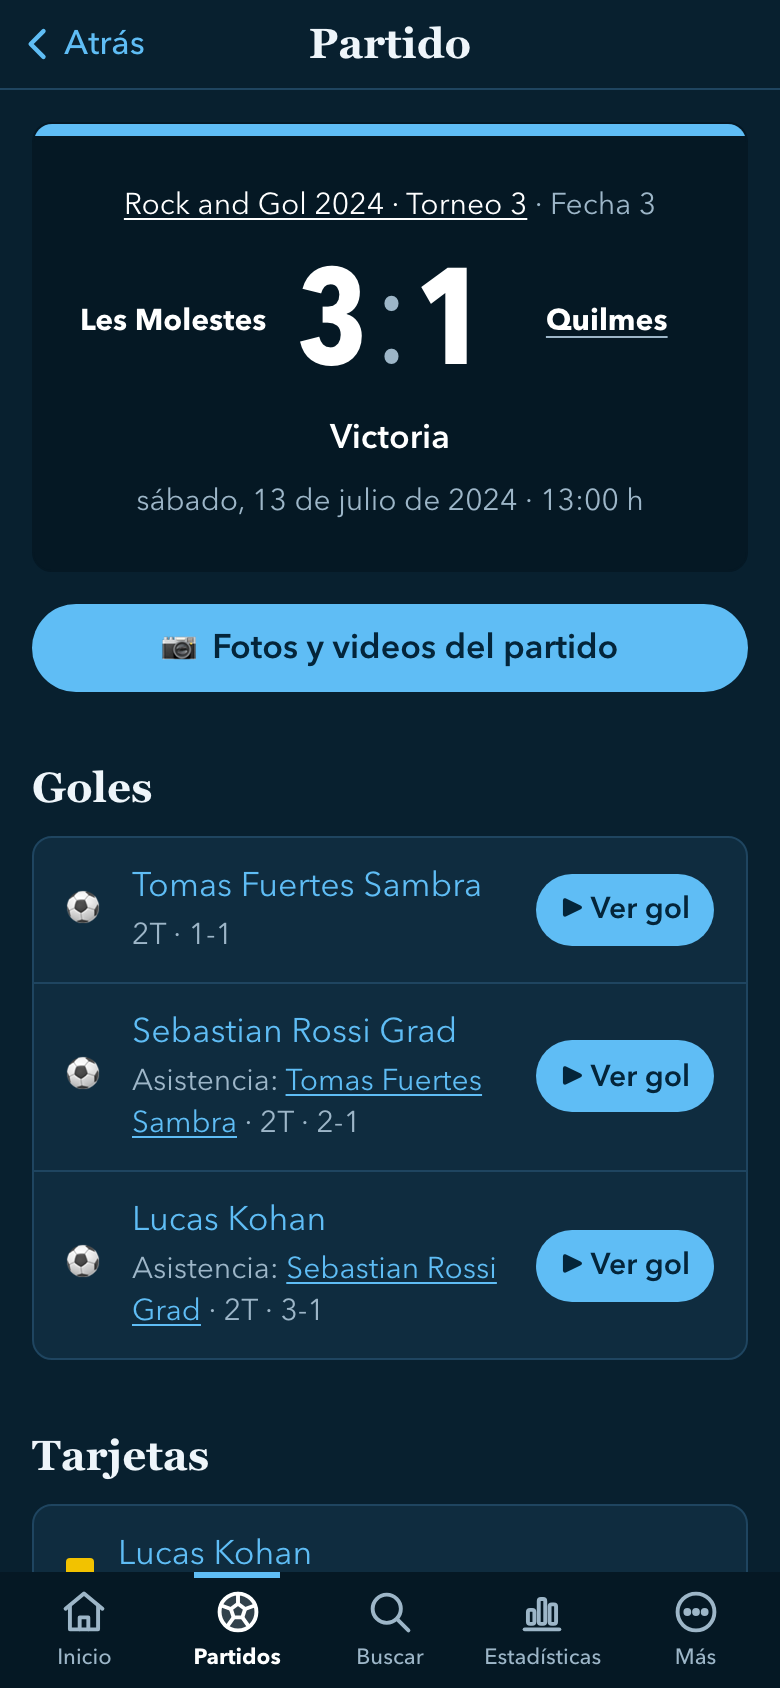 Atrás
Partido
Rock and Gol 2024 · Torneo 3 · Fecha 3
Les Molestes 3:1 Quilmes
Victoria
sábado, 13 de julio de 2024 · 13:00 h
Fotos y videos del partido
Goles
Tomas Fuertes Sambra
2T · 1-1
Ver gol
Sebastian Rossi Grad
Asistencia: Tomas Fuertes
Sambra · 2T · 2-1
Ver gol
Lucas Kohan
Asistencia: Sebastian Rossi
Grad · 2T · 3-1
Ver gol
Tarjetas
Lucas Kohan
Inicio
Partidos
Buscar
Estadísticas
Más